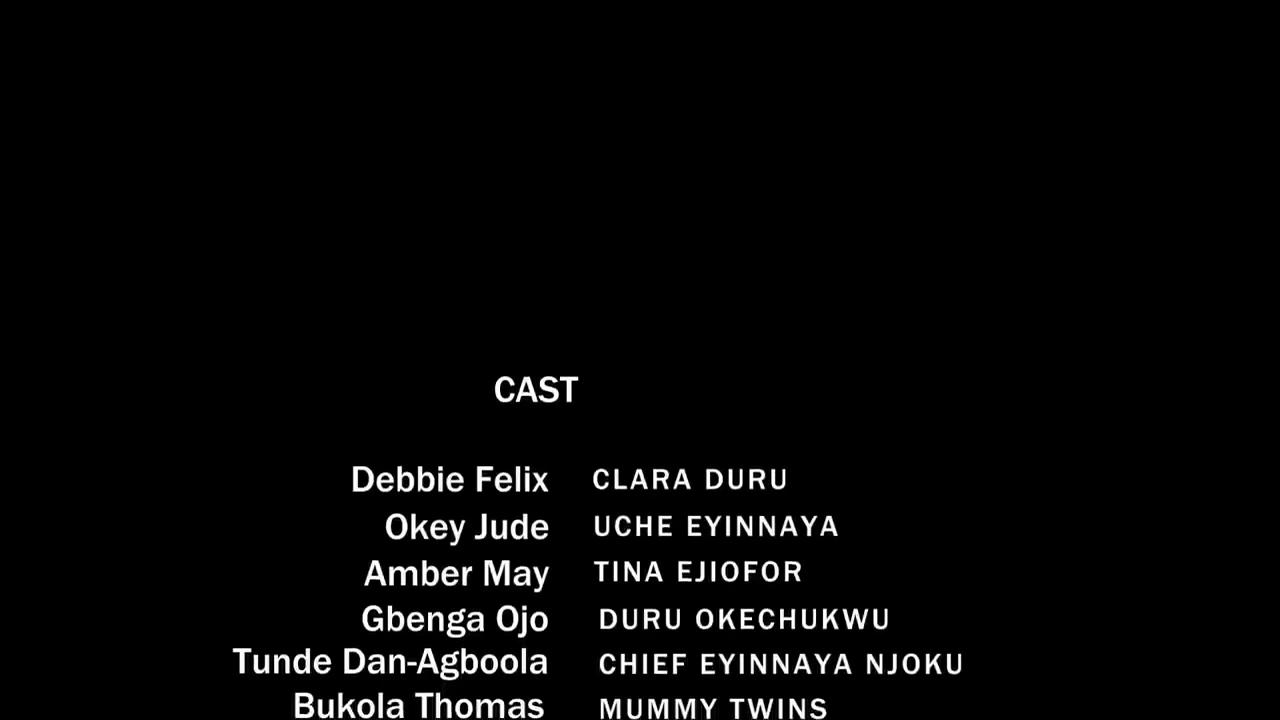 CAST
Debbie Felix CLARA DURU
Okey Jude UCHE EYINNAYA
Amber May TINA EJIOFOR
Gbenga Ojo DURU OKECHUKWU
Tunde Dan-Agboola CHIEF EYINNAYA NJOKU
Bukola Thomas MUMMY TWINS